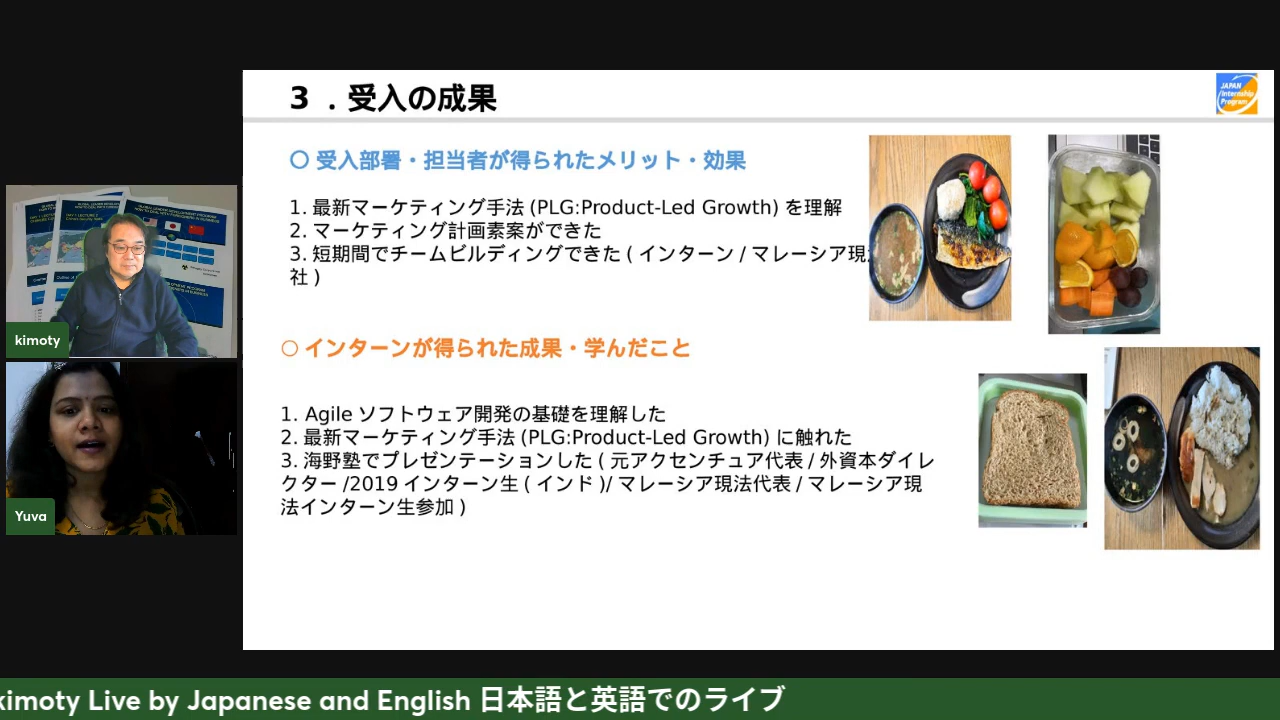 3 . 受入の成果
JAPAN
Internship
Program
○ 受入部署・担当者が得られたメリット・効果
1. 最新マーケティング手法 (PLG:Product-Led Growth) を理解
2. マーケティング計画素案ができた
3. 短期間でチームビルディングできた ( インターン / マレーシア現
社 )
○ インターンが得られた成果・学んだこと
1. Agile ソフトウェア開発の基礎を理解した
2. 最新マーケティング手法 (PLG:Product-Led Growth) に触れた
3. 海野塾でプレゼンテーションした ( 元アクセンチュア代表 / 外資本ダイレ
クター /2019 インターン生 ( インド )/ マレーシア現法代表 / マレーシア現
法インターン生参加 )
kimoty
Yuva
kimoty Live by Japanese and English 日本語と英語でのライブ